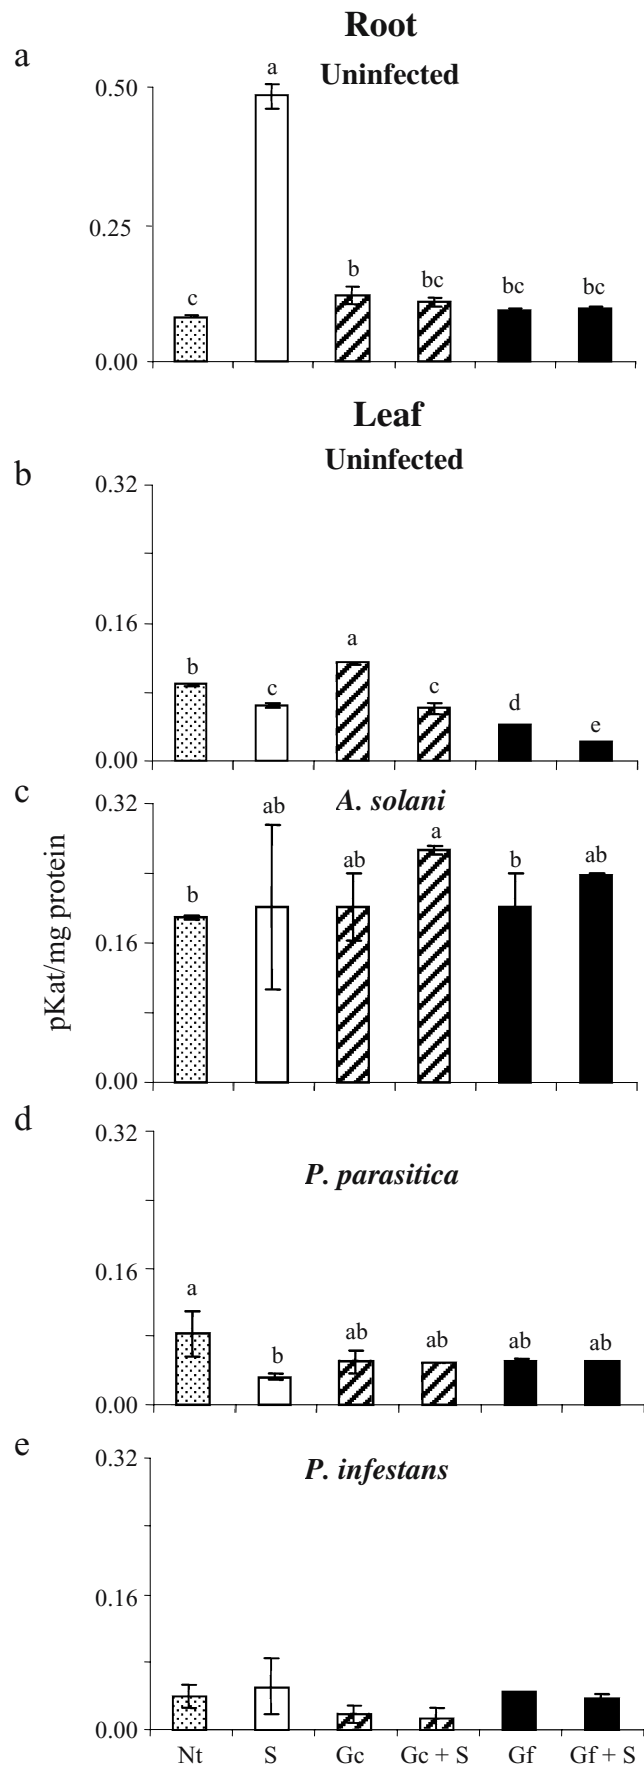 Root
a
Uninfected
a
0.50
0.25
b
c
bc
bc
bc
0.00
Leaf
b
Uninfected
0.32
0.16
a
b
c
c
d
e
0.00
c
A. solani
0.32
ab
a
ab
b
ab
b
0.16
pKat/mg protein
0.00
d
0.32
P. parasitica
0.16
a
b
ab
ab
ab
ab
0.00
e
0.32
P. infestans
0.16
0.00
Nt S Gc Gc + S Gf Gf + S